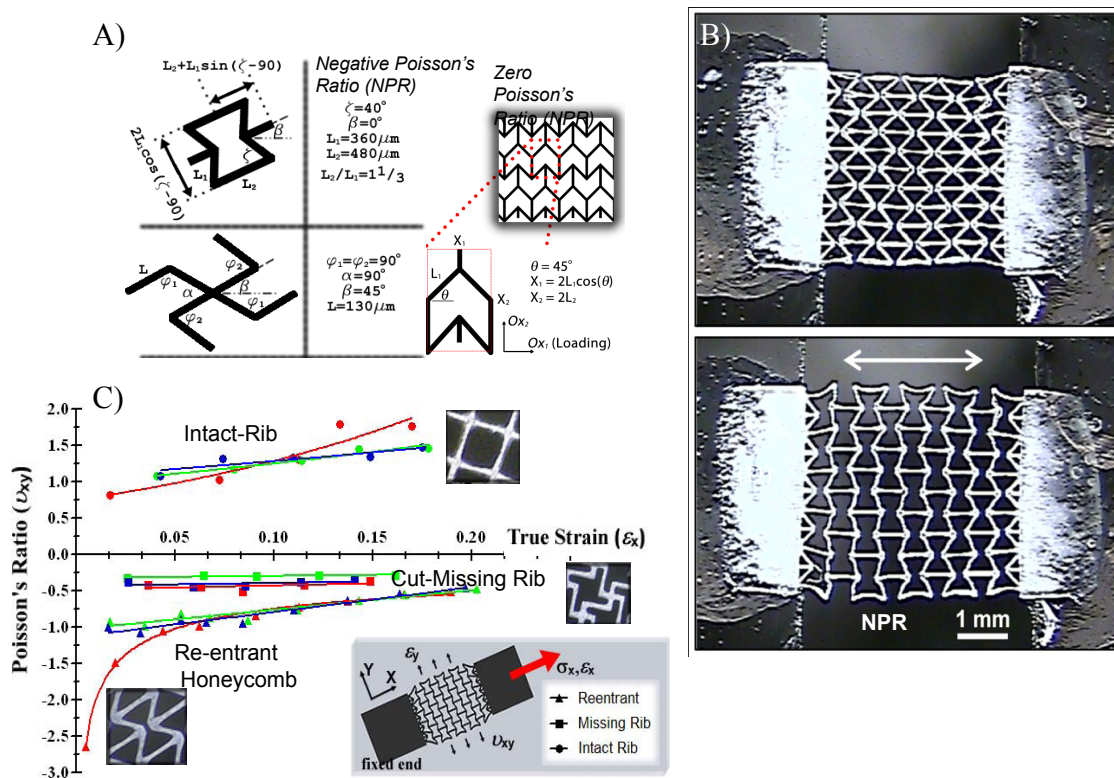 A)
L₂+L₁sin(ζ-90)
2L₁cos(ζ-90)
β
ζ
L₁
L₂
Negative Poisson's
Ratio (NPR)
ζ=40°
β=0°
L₁=360μm
L₂=480μm
L₂/L₁=1¹/₃
Zero
Poisson's
Ratio (NPR)
L
φ₁
φ₂
α
β
φ₁
φ₂
φ₁=φ₂=90°
α=90°
β=45°
L=130μm
X₁
L₁
θ
X₂
θ = 45°
X₁ = 2L₁cos(θ)
X₂ = 2L₂
Ox₂
Ox₁ (Loading)
B)
NPR
1 mm
C)
Poisson's Ratio (υxy)
2.0
1.5
1.0
0.5
0.0
-0.5
-1.0
-1.5
-2.0
-2.5
-3.0
0.05
0.10
0.15
0.20
True Strain (εx)
Intact-Rib
Cut-Missing Rib
Re-entrant
Honeycomb
Y
X
εy
σx,εx
υxy
fixed end
Reentrant
Missing Rib
Intact Rib